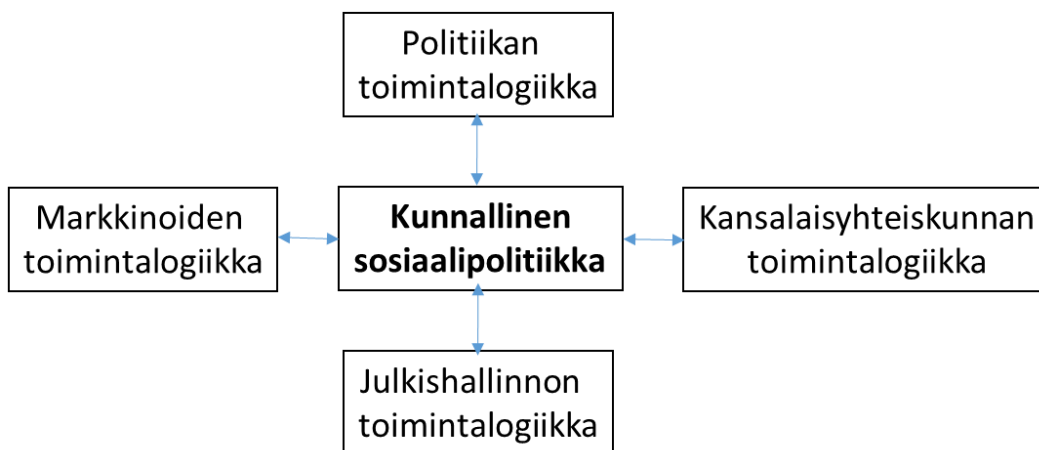 Politiikan
toimintalogiikka
Markkinoiden
toimintalogiikka
Kunnallinen
sosiaalipolitiikka
Kansalaisyhteiskunnan
toimintalogiikka
Julkishallinnon
toimintalogiikka